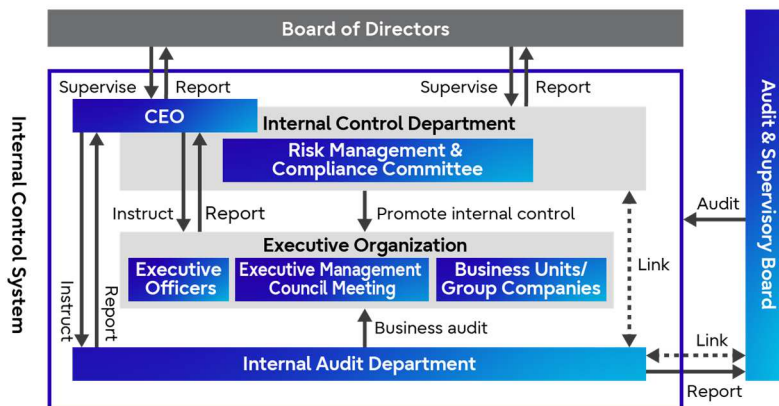 Board of Directors
Supervise
Report
Supervise
Report
CEO
Internal Control Department
Risk Management &
Compliance Committee
Instruct
Report
Promote internal control
Executive Organization
Executive
Officers
Executive Management
Council Meeting
Business Units/
Group Companies
Instruct
Report
Business audit
Internal Audit Department
Link
Audit
Link
Report
Internal Control System
Audit & Supervisory Board